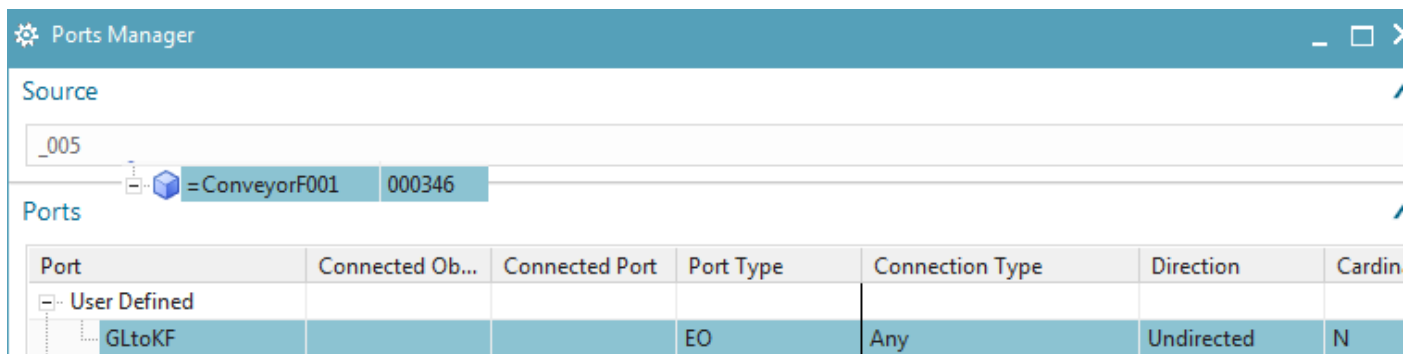 Ports Manager
Source
_005
=ConveyorF001 000346
Ports
Port Connected Ob... Connected Port Port Type Connection Type Direction Cardin
User Defined
GLtoKF EO Any Undirected N